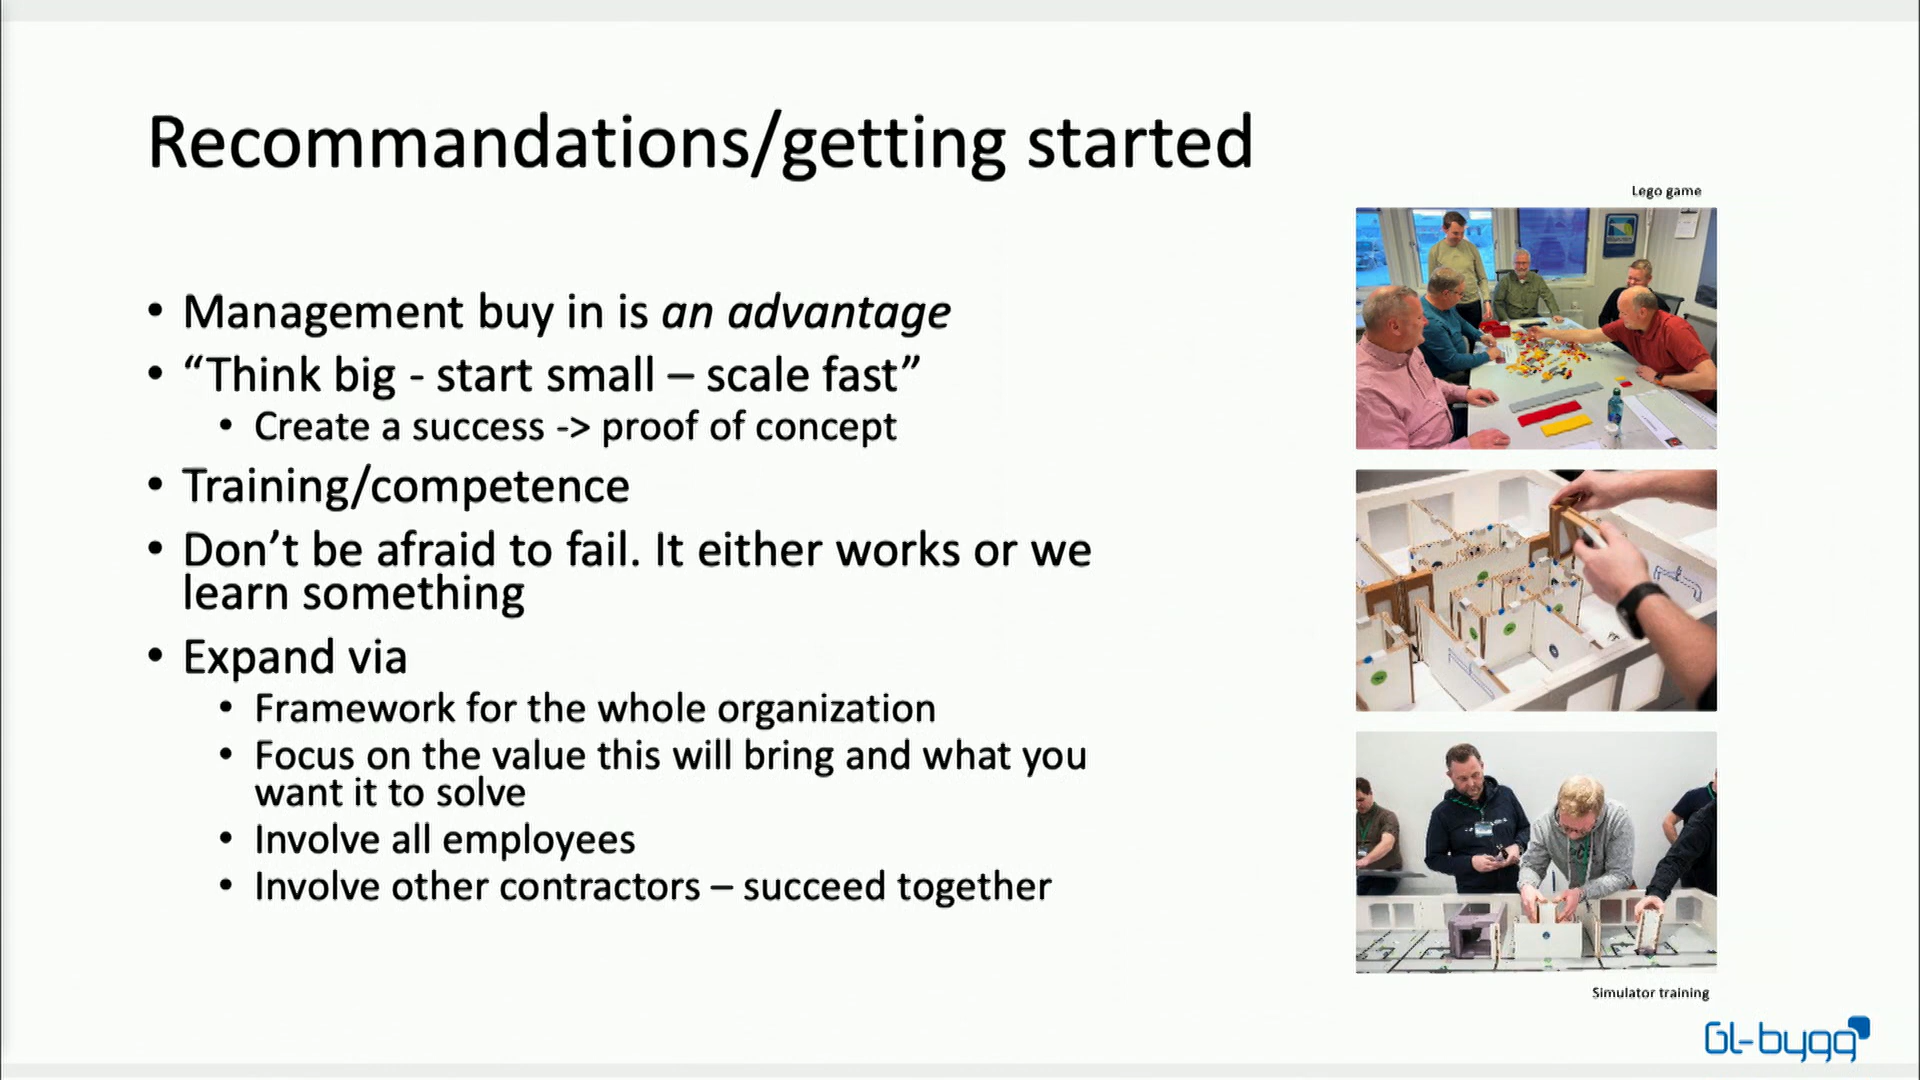 Recommandations/getting started
Lego game
• Management buy in is an advantage
• “Think big - start small – scale fast”
• Create a success -> proof of concept
• Training/competence
• Don’t be afraid to fail. It either works or we
learn something
• Expand via
• Framework for the whole organization
• Focus on the value this will bring and what you
want it to solve
• Involve all employees
• Involve other contractors – succeed together
Simulator training
GL-bygg